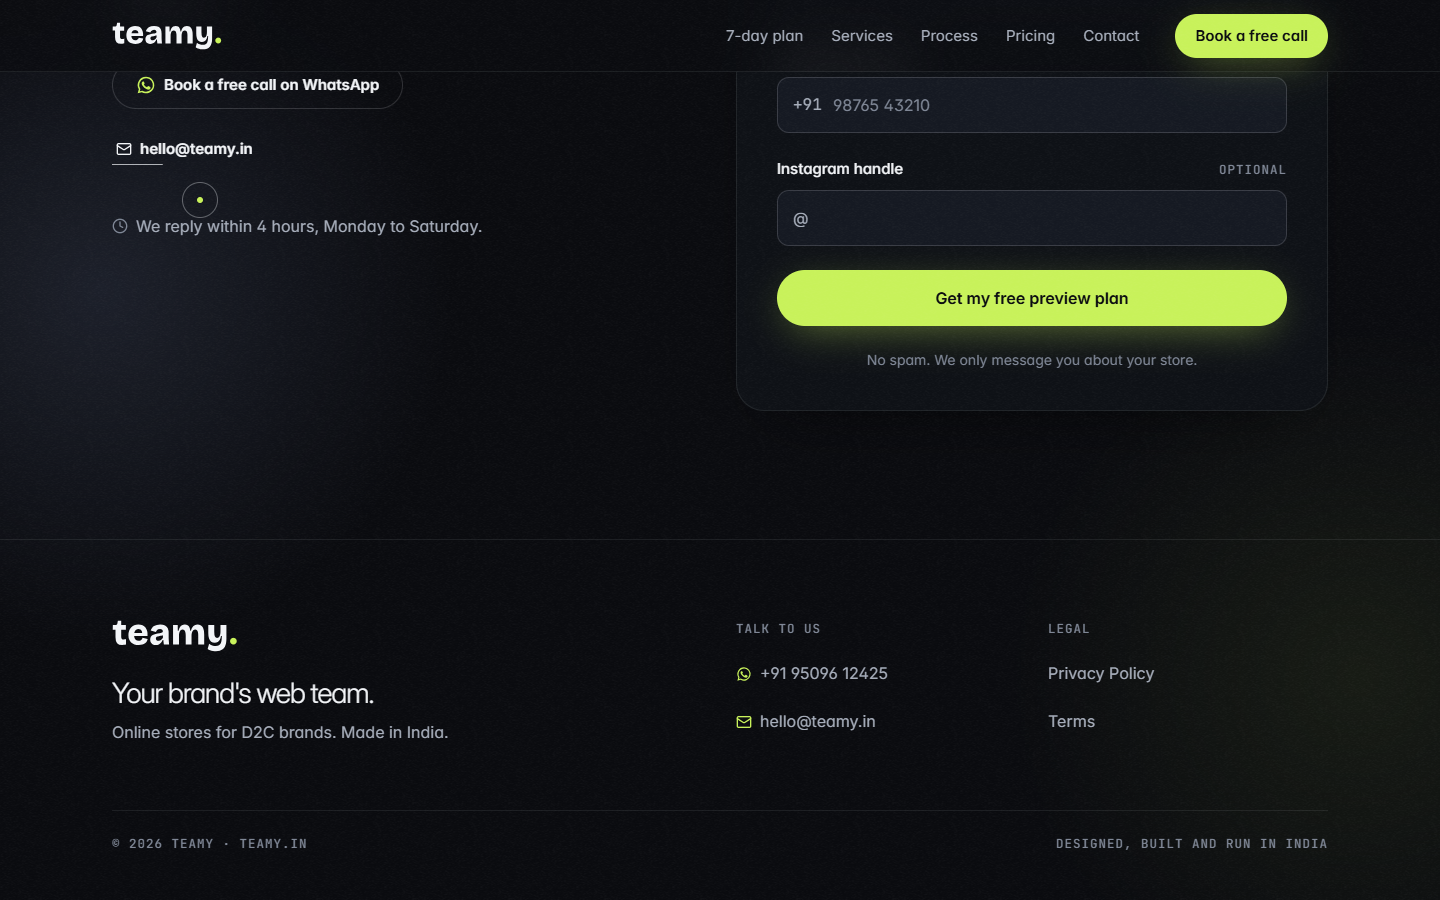 teamy.
7-day plan Services Process Pricing Contact Book a free call
Book a free call on WhatsApp
hello@teamy.in
We reply within 4 hours, Monday to Saturday.
+91 98765 43210
Instagram handle OPTIONAL
@
Get my free preview plan
No spam. We only message you about your store.
teamy.
Your brand's web team.
Online stores for D2C brands. Made in India.
TALK TO US
+91 95096 12425
hello@teamy.in
LEGAL
Privacy Policy
Terms
© 2026 TEAMY · TEAMY.IN
DESIGNED, BUILT AND RUN IN INDIA